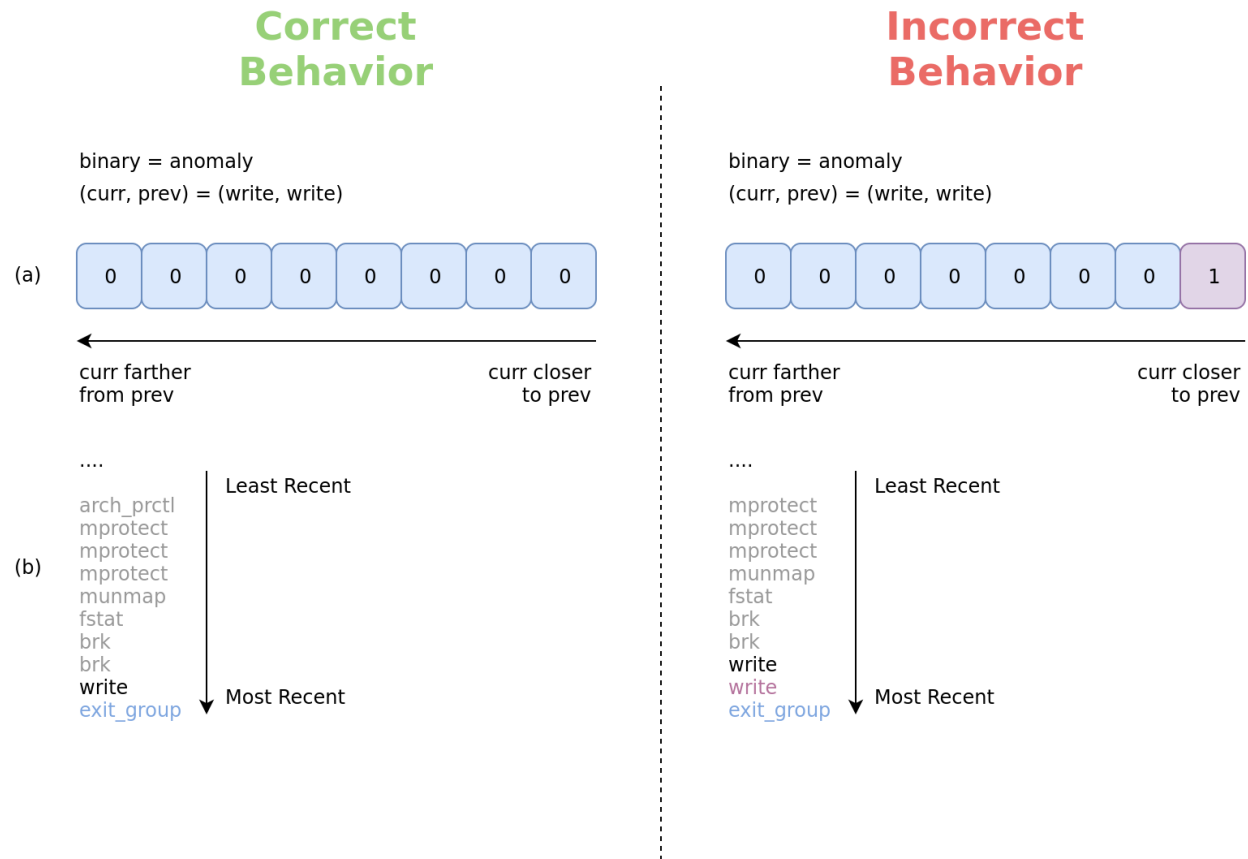 Correct
Behavior
binary = anomaly
(curr, prev) = (write, write)
(a)
0 0 0 0 0 0 0 0
curr farther
from prev
curr closer
to prev
....
Least Recent
arch_prctl
mprotect
mprotect
mprotect
(b)
munmap
fstat
brk
brk
write
Most Recent
exit_group
Incorrect
Behavior
binary = anomaly
(curr, prev) = (write, write)
0 0 0 0 0 0 0 1
curr farther
from prev
curr closer
to prev
....
Least Recent
mprotect
mprotect
mprotect
munmap
fstat
brk
brk
write
write
Most Recent
exit_group